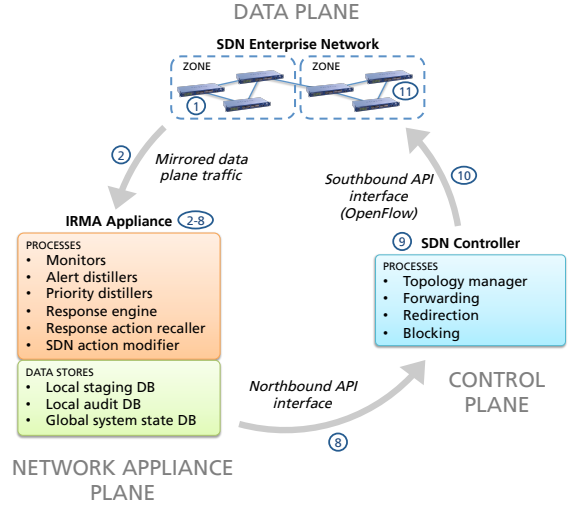 DATA PLANE
SDN Enterprise Network
ZONE
ZONE
1
11
2
Mirrored data
plane traffic
10
Southbound API
interface
(OpenFlow)
IRMA Appliance 2-8
PROCESSES
• Monitors
• Alert distillers
• Priority distillers
• Response engine
• Response action recaller
• SDN action modifier
DATA STORES
• Local staging DB
• Local audit DB
• Global system state DB
9 SDN Controller
PROCESSES
• Topology manager
• Forwarding
• Redirection
• Blocking
Northbound API
interface
8
CONTROL
PLANE
NETWORK APPLIANCE
PLANE